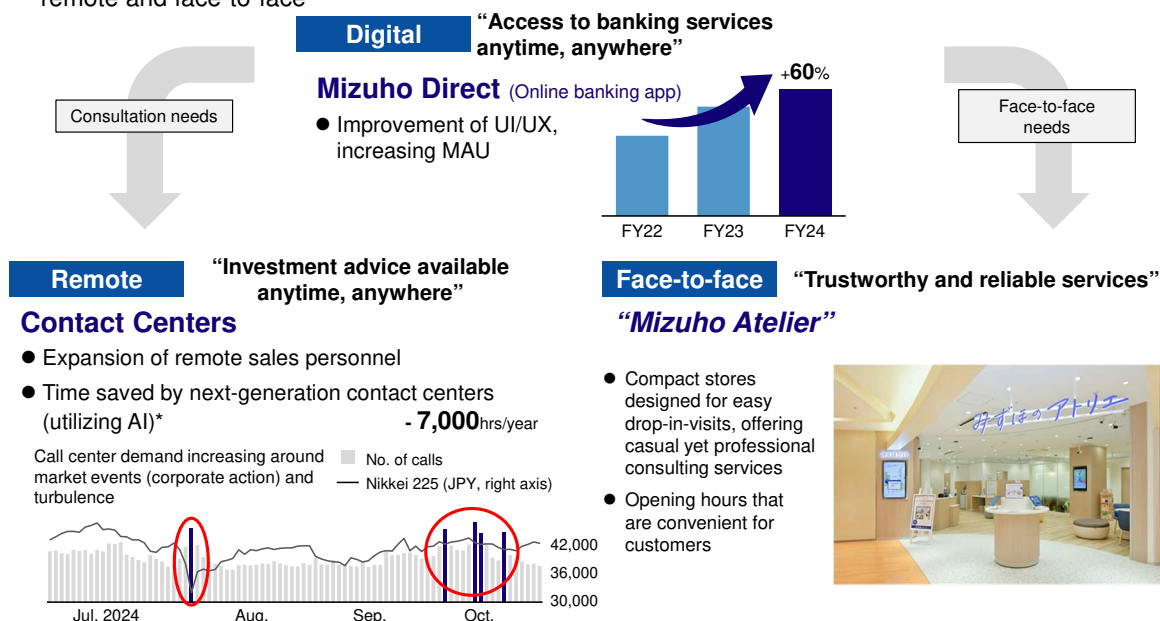 remote and face-to-face
Digital
“Access to banking services
anytime, anywhere”
Mizuho Direct (Online banking app)
● Improvement of UI/UX,
increasing MAU
+60%
FY22 FY23 FY24
Consultation needs
Face-to-face
needs
Remote
“Investment advice available
anytime, anywhere”
Contact Centers
● Expansion of remote sales personnel
● Time saved by next-generation contact centers
(utilizing AI)* - 7,000hrs/year
Call center demand increasing around
market events (corporate action) and
turbulence
No. of calls
Nikkei 225 (JPY, right axis)
42,000
36,000
30,000
Jul. 2024 Aug. Sep. Oct.
Face-to-face
“Trustworthy and reliable services”
“Mizuho Atelier”
● Compact stores
designed for easy
drop-in-visits, offering
casual yet professional
consulting services
● Opening hours that
are convenient for
customers
みずほのアトリエ